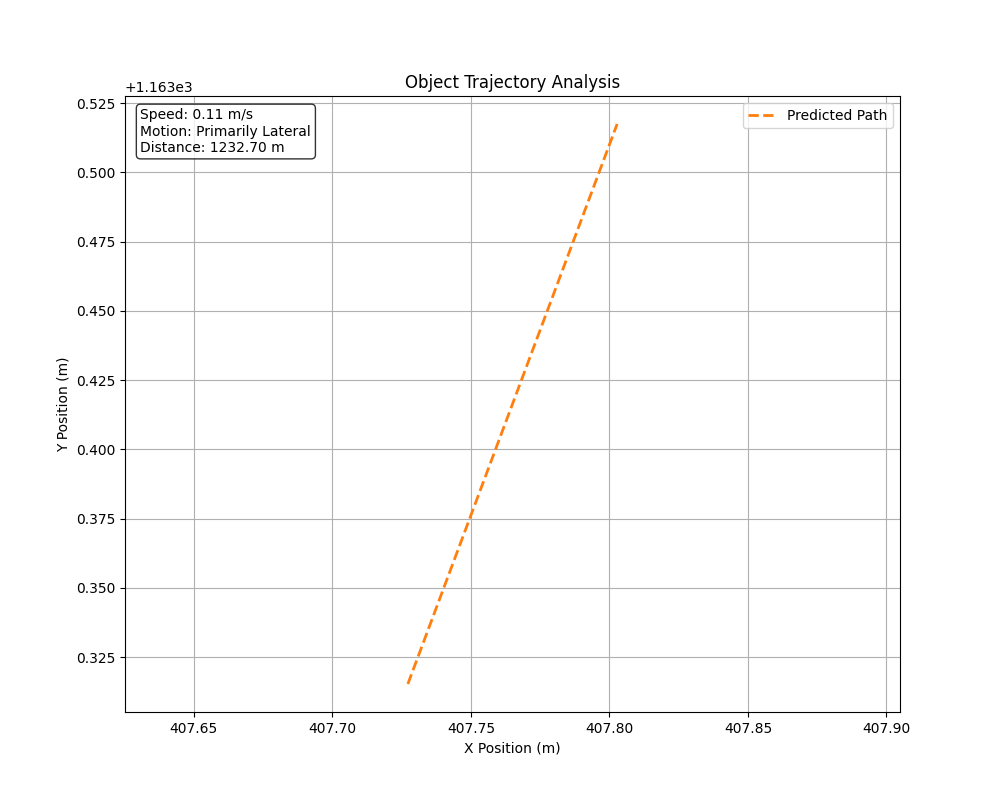 Object Trajectory Analysis
+1.163e3
Speed: 0.11 m/s
Motion: Primarily Lateral
Distance: 1232.70 m
Predicted Path
0.525
0.500
0.475
0.450
0.425
0.400
0.375
0.350
0.325
Y Position (m)
407.65 407.70 407.75 407.80 407.85 407.90
X Position (m)